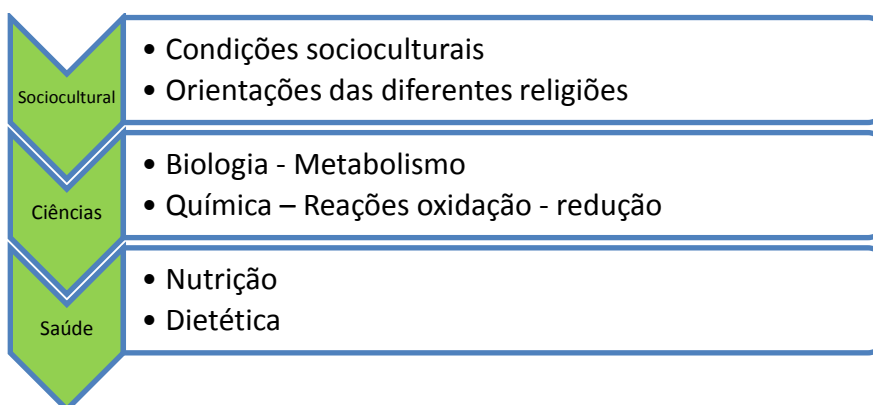 Sociocultural
• Condições socioculturais
• Orientações das diferentes religiões
Ciências
• Biologia - Metabolismo
• Química – Reações oxidação - redução
Saúde
• Nutrição
• Dietética